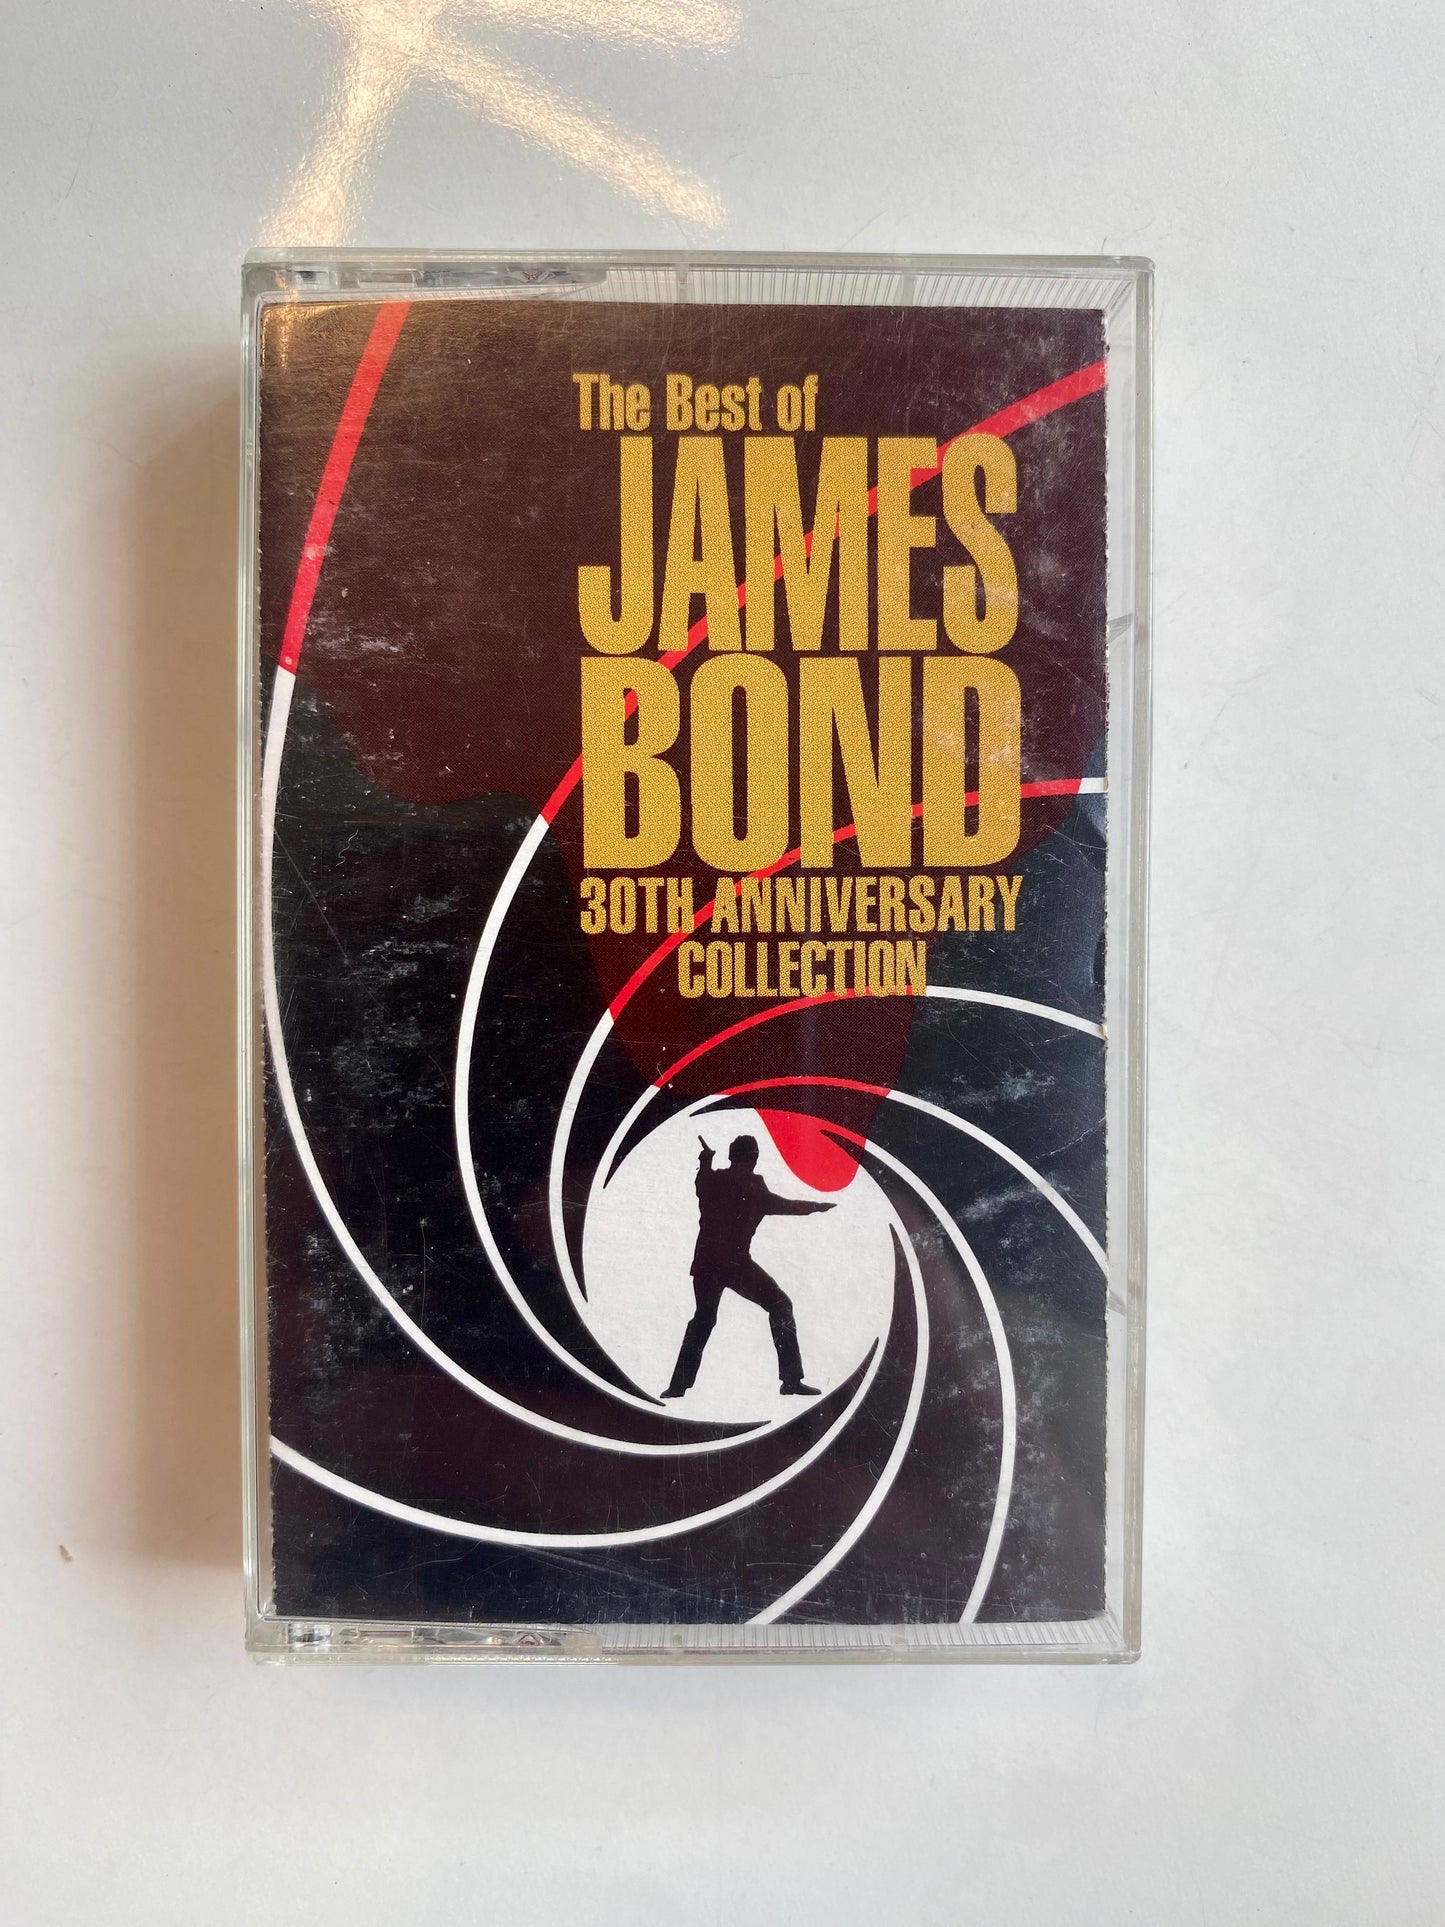 The Best of
JAMES
BOND
30TH ANNIVERSARY
COLLECTION